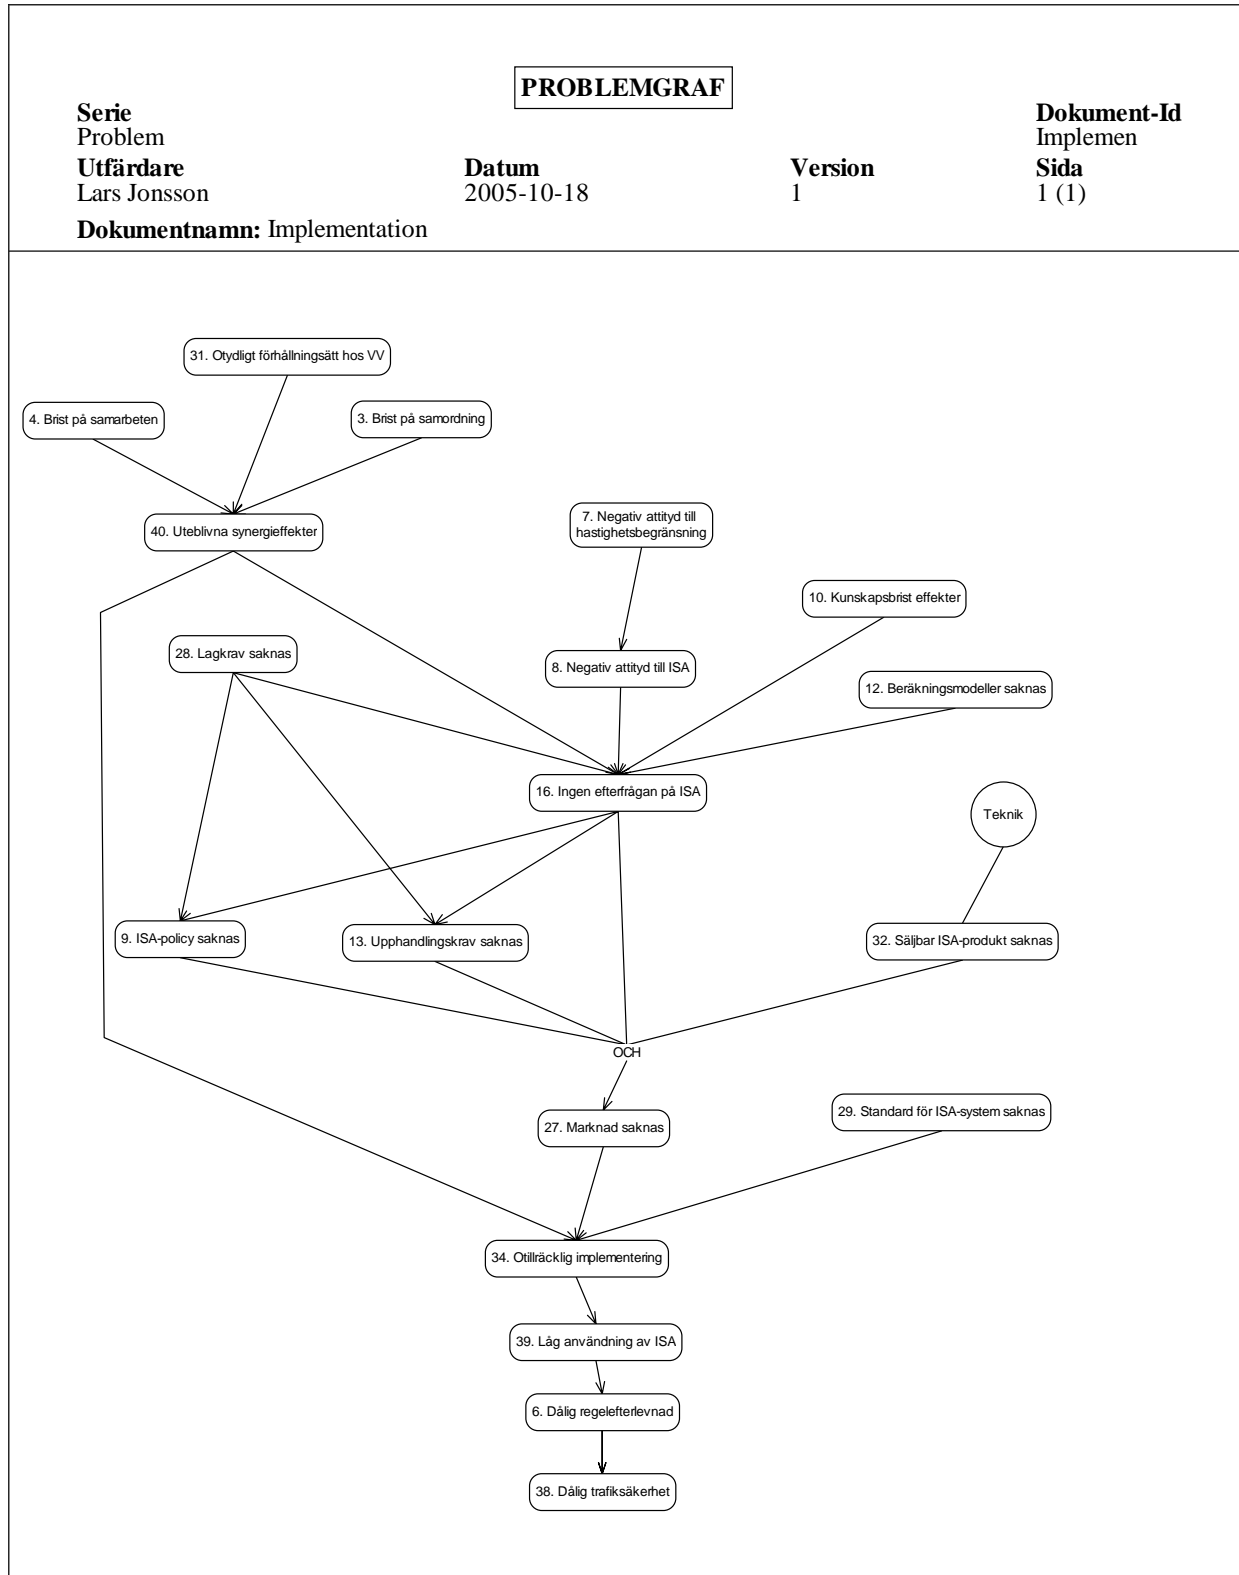 PROBLEMGRAF
Serie
Problem
Dokument-Id
Implemen
Utfärdare
Lars Jonsson
Datum
2005-10-18
Version
1
Sida
1 (1)
Dokumentnamn: Implementation
31. Otydligt förhållningsätt hos VV
4. Brist på samarbeten
3. Brist på samordning
40. Uteblivna synergieffekter
7. Negativ attityd till
hastighetsbegränsning
10. Kunskapsbrist effekter
28. Lagkrav saknas
8. Negativ attityd till ISA
12. Beräkningsmodeller saknas
16. Ingen efterfrågan på ISA
Teknik
9. ISA-policy saknas
13. Upphandlingskrav saknas
32. Säljbar ISA-produkt saknas
OCH
29. Standard för ISA-system saknas
27. Marknad saknas
34. Otillräcklig implementering
39. Låg användning av ISA
6. Dålig regelefterlevnad
38. Dålig trafiksäkerhet